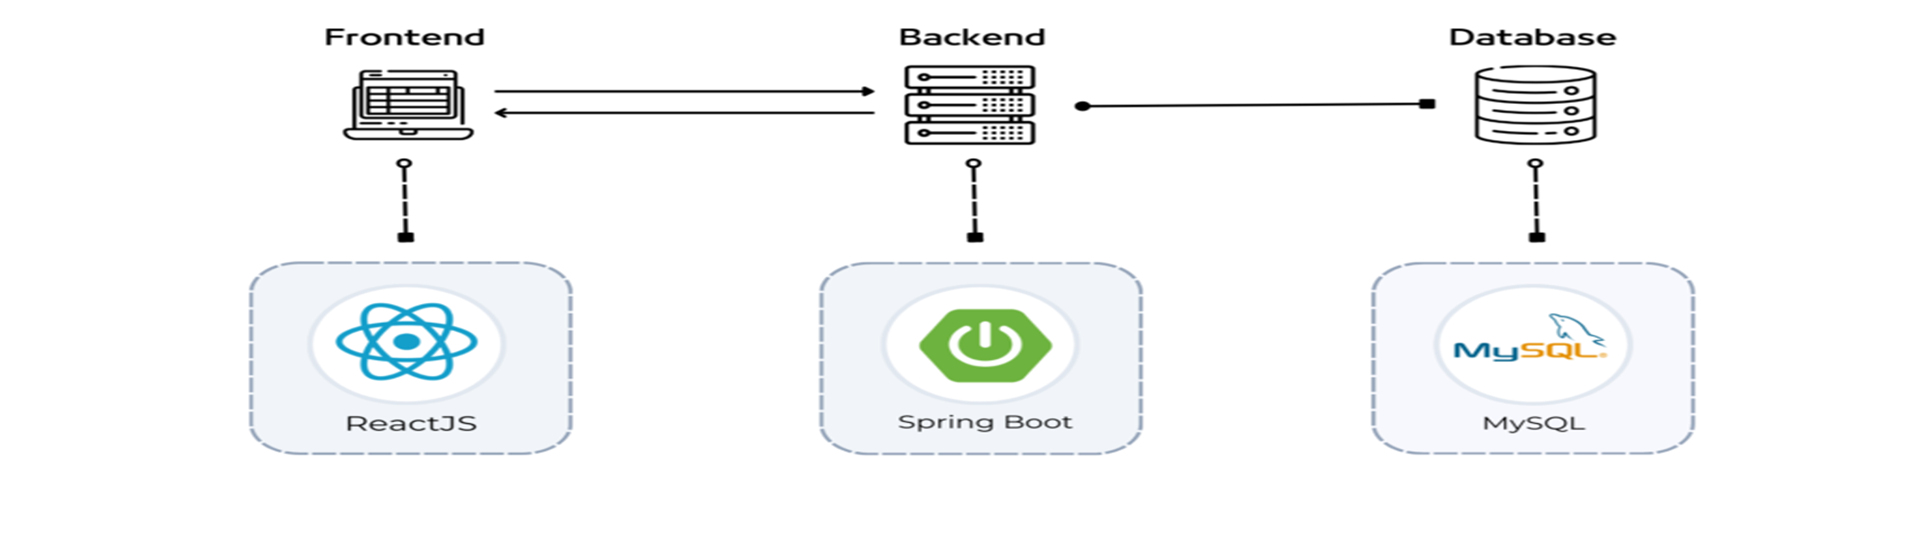 Frontend
Backend
Database
ReactJS
Spring Boot
MySQL
MySQL